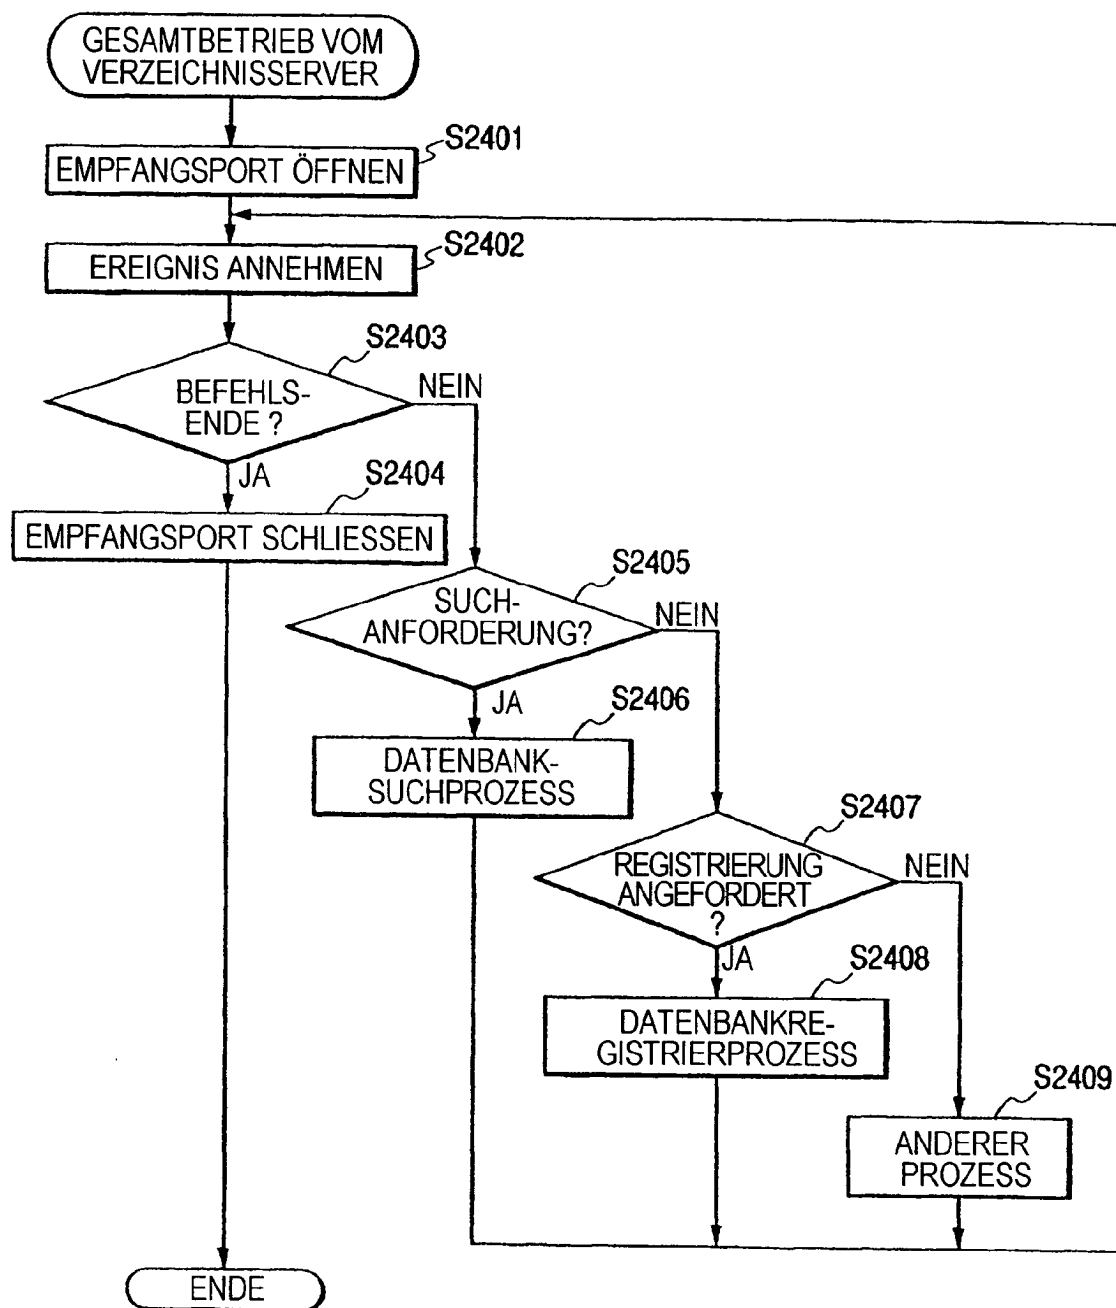 GESAMTBETRIEB VOM
VERZEICHNISSERVER
S2401
EMPFANGSPORT ÖFFNEN
S2402
EREIGNIS ANNEHMEN
S2403
BEFEHLS-
ENDE ?
NEIN
JA
S2404
EMPFANGSPORT SCHLIESSEN
S2405
SUCH-
ANFORDERUNG?
NEIN
JA
S2406
DATENBANK-
SUCHPROZESS
S2407
REGISTRIERUNG
ANGEFORDERT
?
NEIN
JA
S2408
DATENBANKRE-
GISTRIERPROZESS
S2409
ANDERER
PROZESS
ENDE